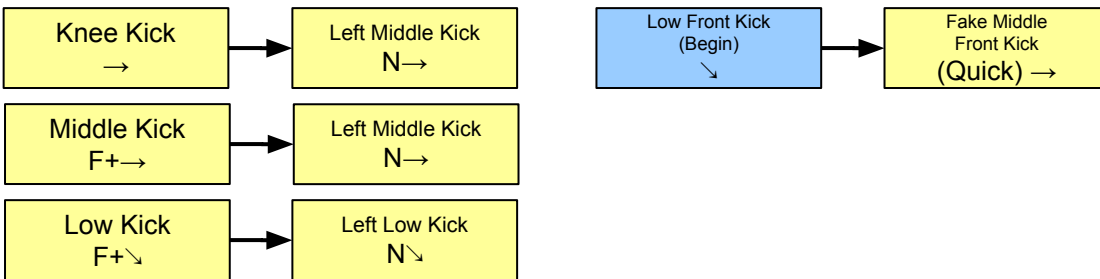 Knee Kick
→
Left Middle Kick
N→
Low Front Kick
(Begin)
↘
Fake Middle
Front Kick
(Quick) →
Middle Kick
F+→
Left Middle Kick
N→
Low Kick
F+↘
Left Low Kick
N↘